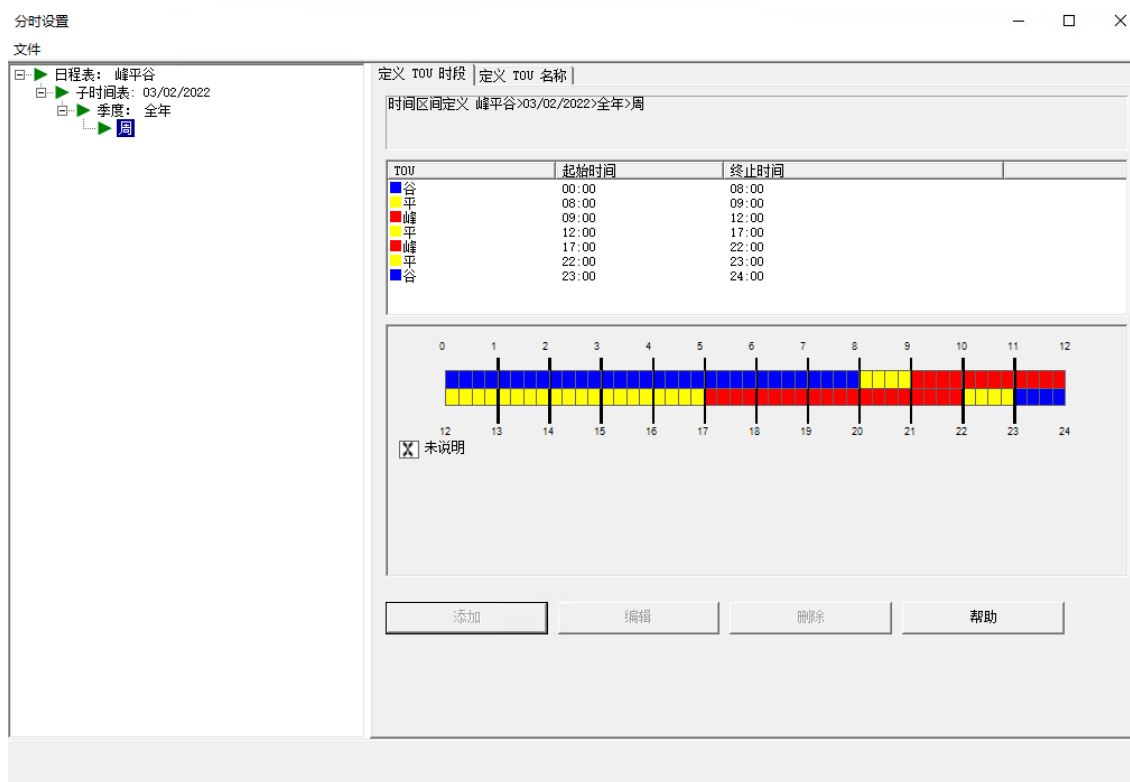 分时设置
文件
日程表： 峰平谷
子时间表: 03/02/2022
季度： 全年
周
定义 TOU 时段 定义 TOU 名称
时间区间定义 峰平谷>03/02/2022>全年>周
TOU 起始时间 终止时间
谷 00:00 08:00
平 08:00 09:00
峰 09:00 12:00
平 12:00 17:00
峰 17:00 22:00
平 22:00 23:00
谷 23:00 24:00
0 1 2 3 4 5 6 7 8 9 10 11 12
12 13 14 15 16 17 18 19 20 21 22 23 24
未说明
添加 编辑 删除 帮助